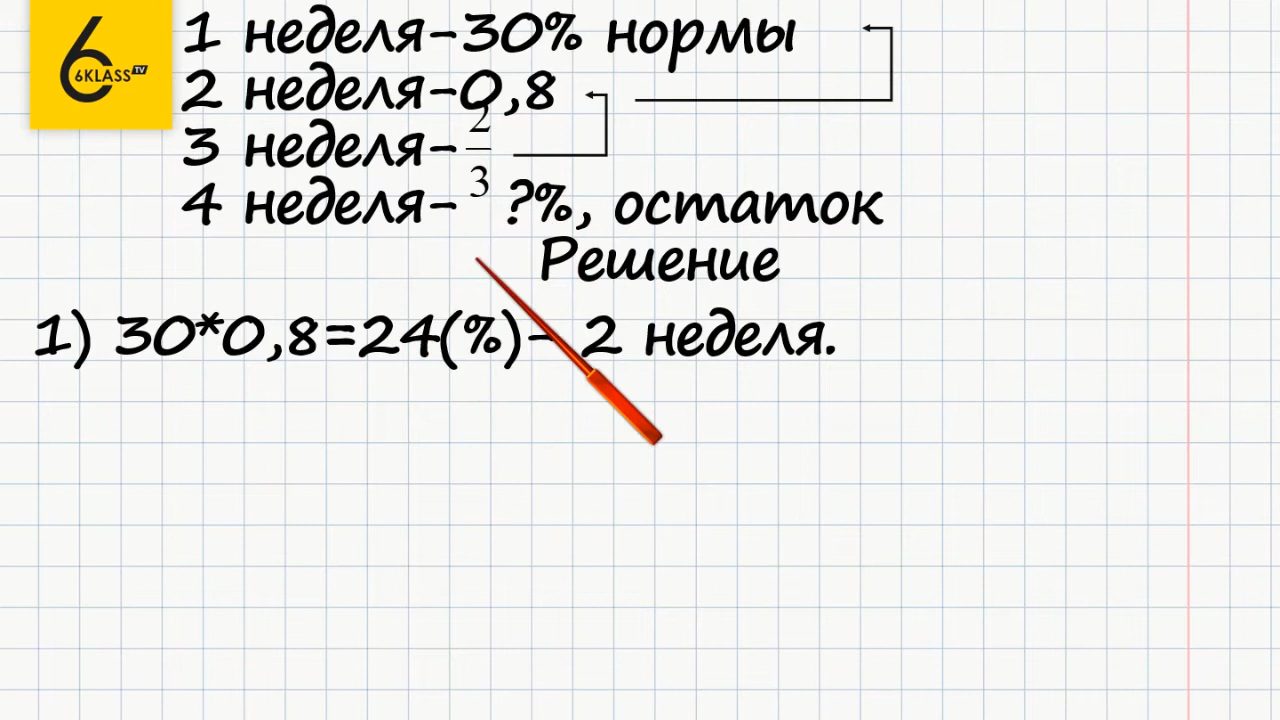 6
6KLASS TV
1 неделя-30% нормы
2 неделя-0,8
3 неделя-2/3
4 неделя- ?%, остаток
Решение
1) 30*0,8=24(%)- 2 неделя.